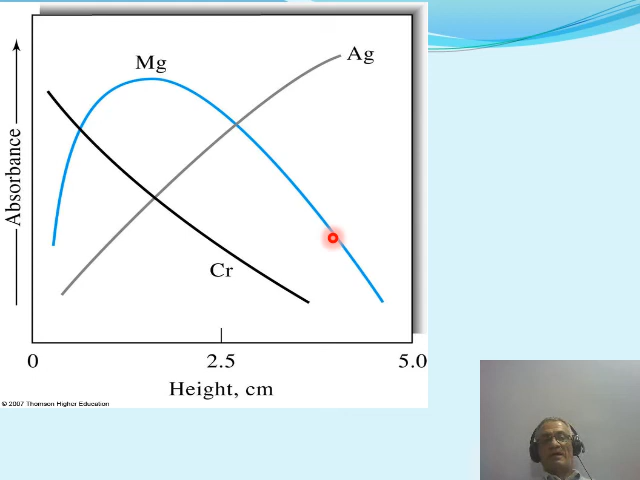 Mg
Ag
Absorbance
Cr
0
2.5
5.0
Height, cm
© 2007 Thomson Higher Education